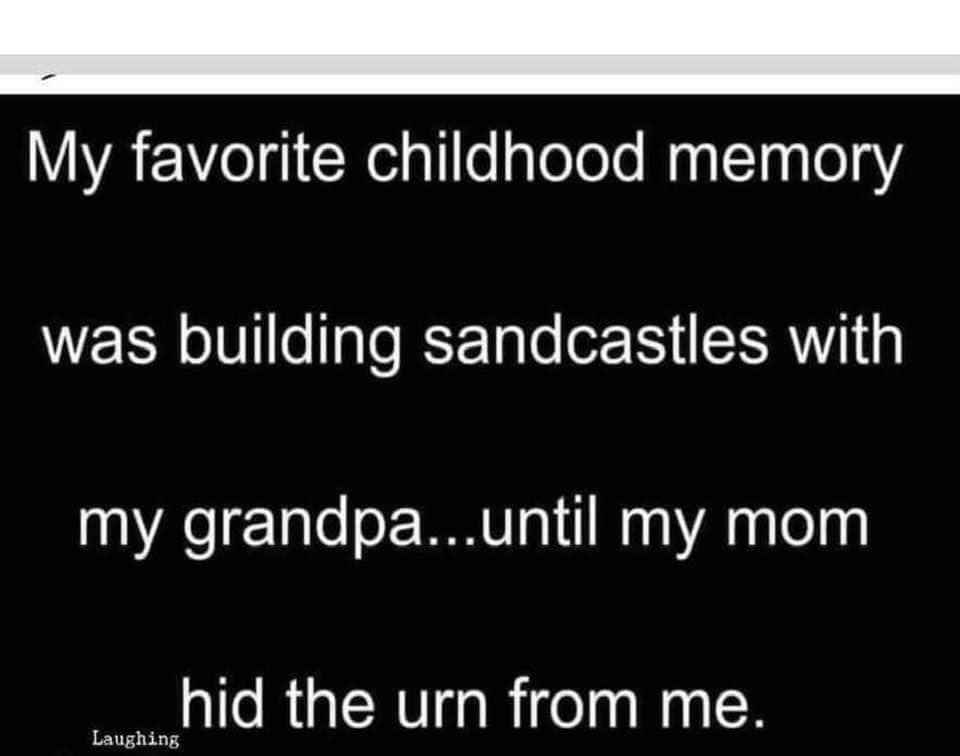 My favorite childhood memory
was building sandcastles with
my grandpa...until my mom
hid the urn from me.
Laughing